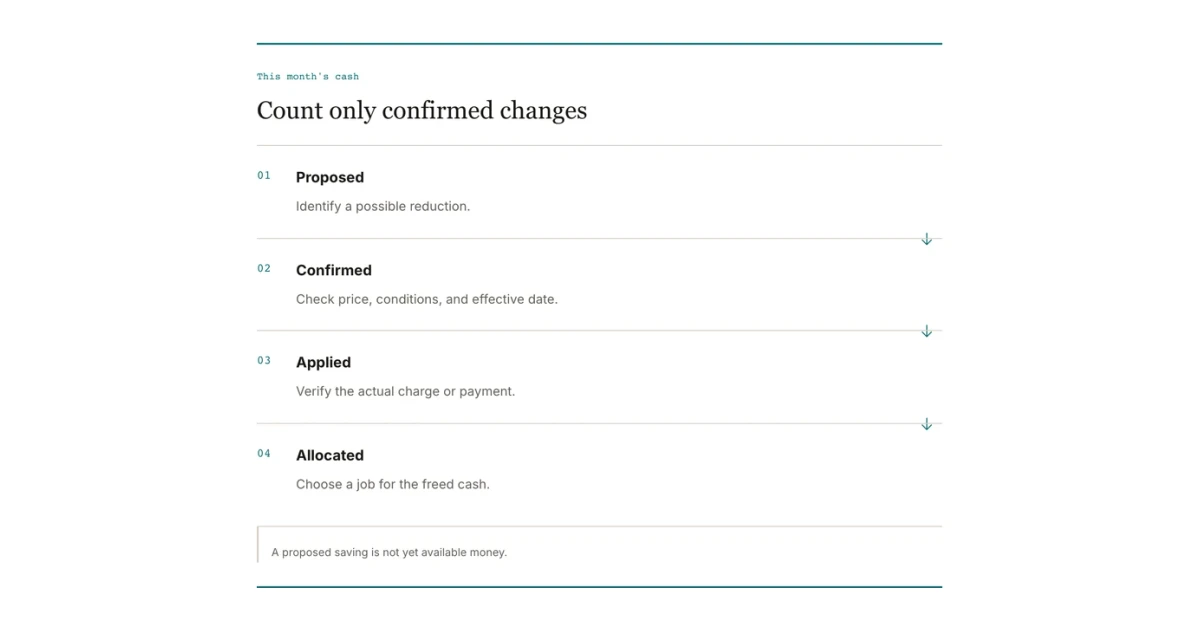 This month's cash
Count only confirmed changes
01 Proposed
Identify a possible reduction.
02 Confirmed
Check price, conditions, and effective date.
03 Applied
Verify the actual charge or payment.
04 Allocated
Choose a job for the freed cash.
A proposed saving is not yet available money.